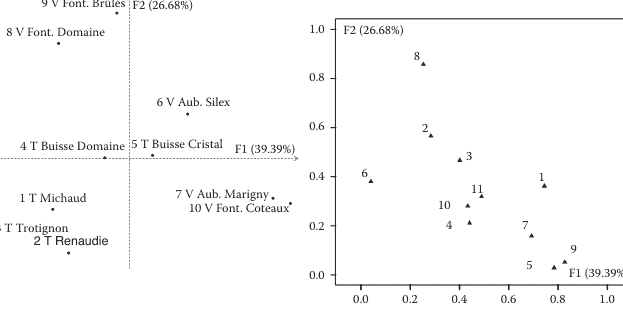 9 V Font. Brûlés
F2 (26.68%)
8 V Font. Domaine
6 V Aub. Silex
4 T Buisse Domaine
5 T Buisse Cristal
F1 (39.39%)
1 T Michaud
7 V Aub. Marigny
10 V Font. Coteaux
T Trotignon
2 T Renaudie
1.0
F2 (26.68%)
8
0.8
0.6
2
3
0.4
6
11
1
10
0.2
4
7
9
5
0.0
F1 (39.39%
0.0
0.2
0.4
0.6
0.8
1.0